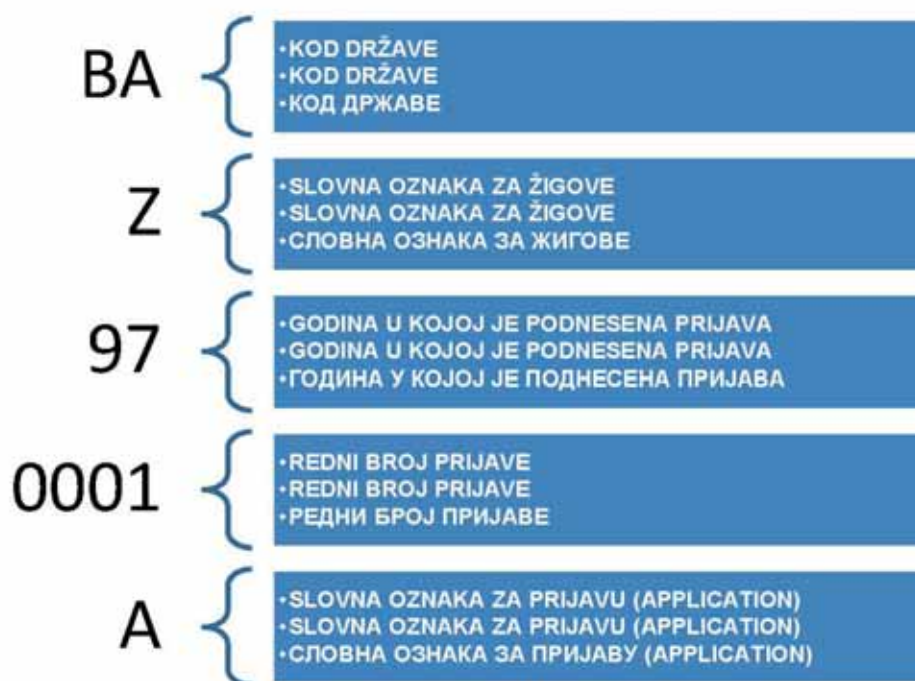 BA
•KOD DRŽAVE
•KOD DRŽAVE
•КОД ДРЖАВЕ
Z
•SLOVNA OZNAKA ZA ŽIGOVE
•SLOVNA OZNAKA ZA ŽIGOVE
•СЛОВНА ОЗНАКА ЗА ЖИГОВЕ
97
•GODINA U KOJOJ JE PODNESENA PRIJAVA
•GODINA U KOJOJ JE PODNESENA PRIJAVA
•ГОДИНА У КОЈОЈ ЈЕ ПОДНЕСЕНА ПРИЈАВА
0001
•REDNI BROJ PRIJAVE
•REDNI BROJ PRIJAVE
•РЕДНИ БРОЈ ПРИЈАВЕ
A
•SLOVNA OZNAKA ZA PRIJAVU (APPLICATION)
•SLOVNA OZNAKA ZA PRIJAVU (APPLICATION)
•СЛОВНА ОЗНАКА ЗА ПРИЈАВУ (APPLICATION)